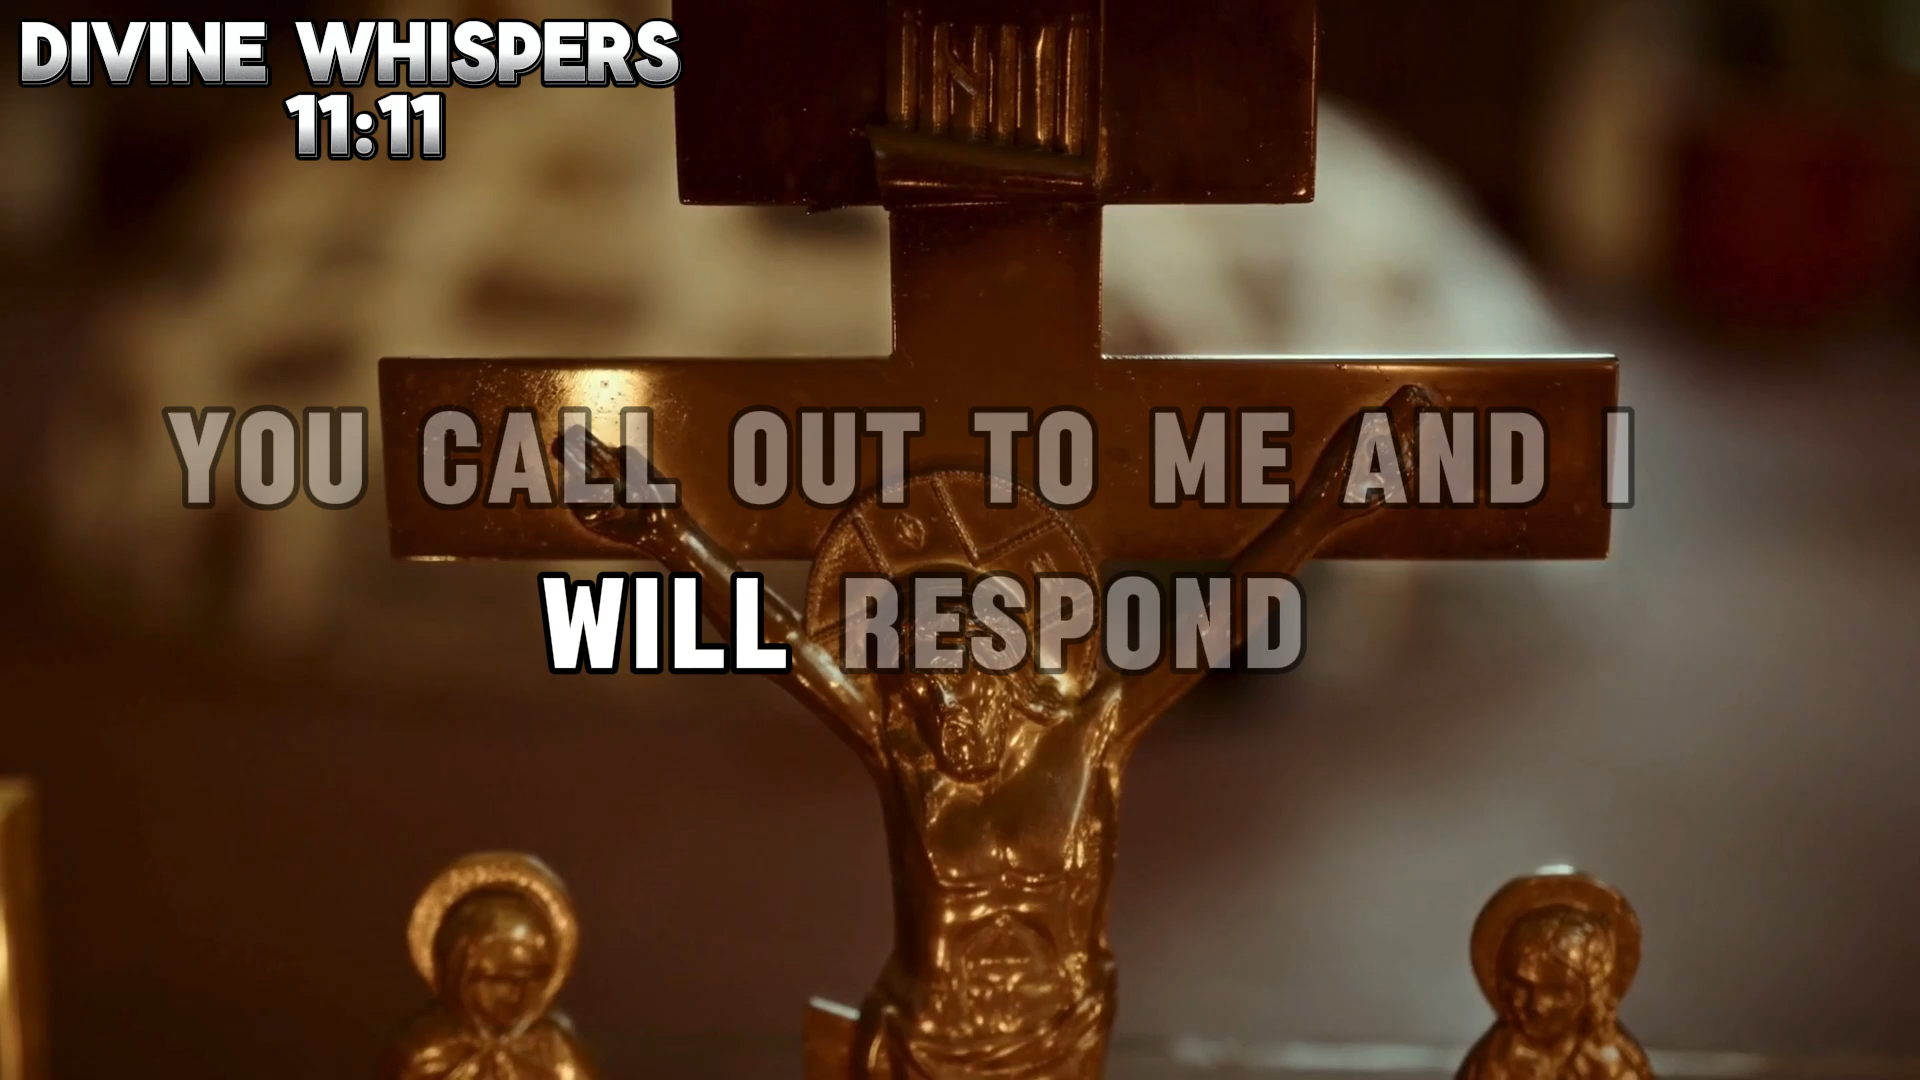 DIVINE WHISPERS
11:11
YOU CALL OUT TO ME AND I
WILL RESPOND